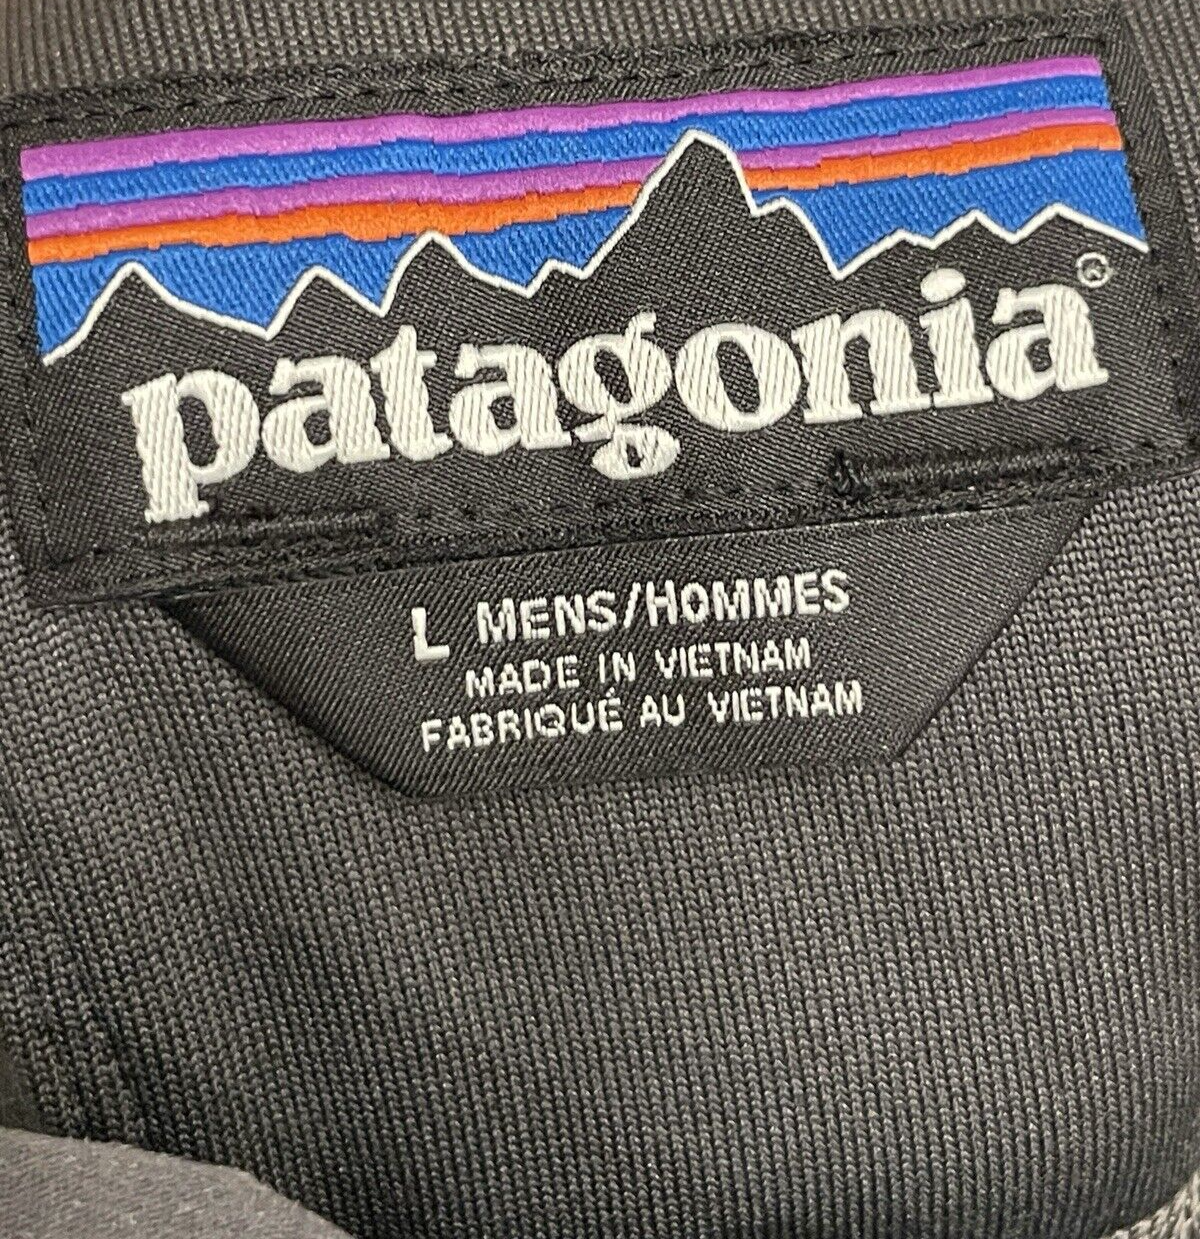 patagonia®
L MENS/HOMMES
MADE IN VIETNAM
FABRIQUÉ AU VIETNAM